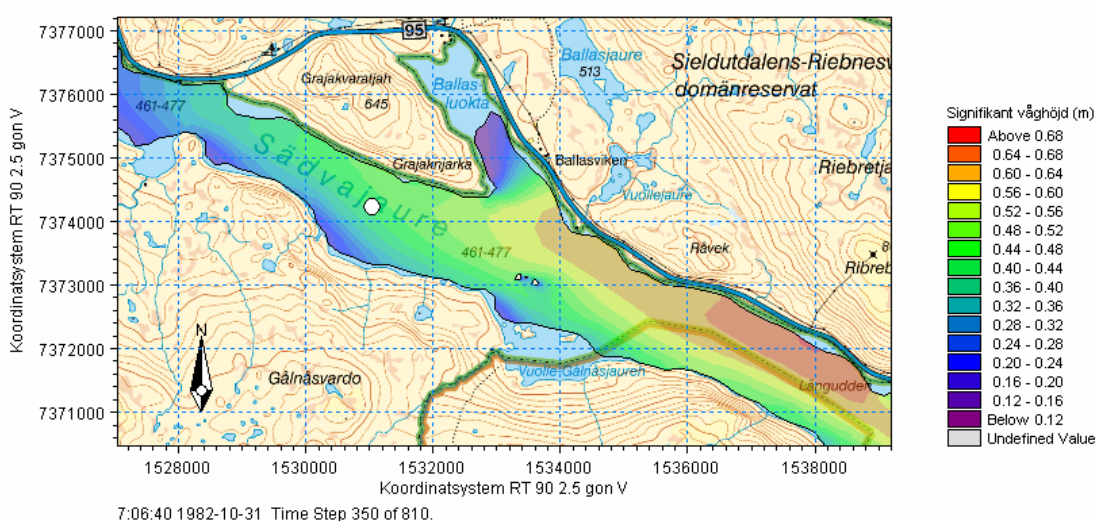 7377000
7376000
7375000
7374000
7373000
7372000
7371000
Koordinatsystem RT 90 2.5 gon V
95
Ballasjaure
513
Sieldutdalens-Riebnesv
domänreservat
Grajakvaratjah
645
Ballas-
luokta
461-477
Sädvajaure
Grajaknjarka
Ballasviken
Riebretja
Vuoilejaure
461-477
Råvek
8
Ribreb
N
Gålnåsvardo
Vuolle-Gålnåsjauren
Långudden
1528000 1530000 1532000 1534000 1536000 1538000
Koordinatsystem RT 90 2.5 gon V
7:06:40 1982-10-31 Time Step 350 of 810.
Signifikant våghöjd (m)
Above 0.68
0.64 - 0.68
0.60 - 0.64
0.56 - 0.60
0.52 - 0.56
0.48 - 0.52
0.44 - 0.48
0.40 - 0.44
0.36 - 0.40
0.32 - 0.36
0.28 - 0.32
0.24 - 0.28
0.20 - 0.24
0.16 - 0.20
0.12 - 0.16
Below 0.12
Undefined Value